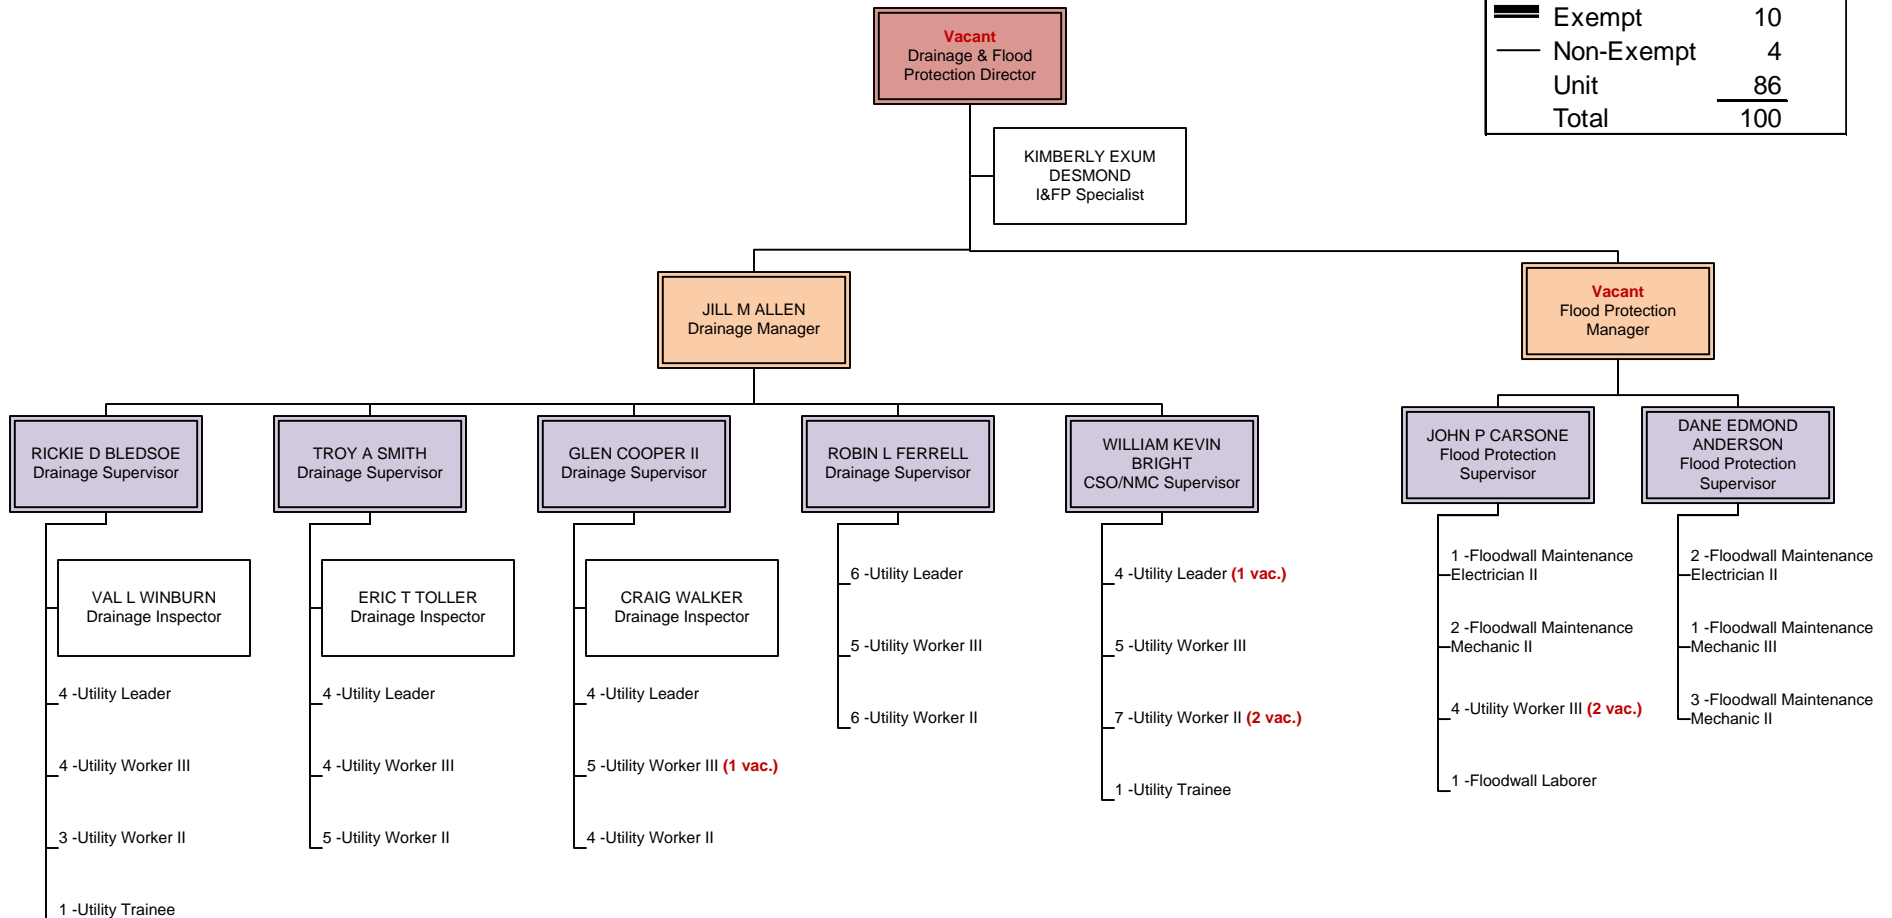 Exempt 10
Non-Exempt 4
Unit 86
Total 100
Vacant
Drainage & Flood
Protection Director
KIMBERLY EXUM
DESMOND
I&FP Specialist
JILL M ALLEN
Drainage Manager
Vacant
Flood Protection
Manager
RICKIE D BLEDSOE
Drainage Supervisor
VAL L WINBURN
Drainage Inspector
4 -Utility Leader
4 -Utility Worker III
3 -Utility Worker II
1 -Utility Trainee
TROY A SMITH
Drainage Supervisor
ERIC T TOLLER
Drainage Inspector
4 -Utility Leader
4 -Utility Worker III
5 -Utility Worker II
GLEN COOPER II
Drainage Supervisor
CRAIG WALKER
Drainage Inspector
4 -Utility Leader
5 -Utility Worker III (1 vac.)
4 -Utility Worker II
ROBIN L FERRELL
Drainage Supervisor
6 -Utility Leader
5 -Utility Worker III
6 -Utility Worker II
WILLIAM KEVIN
BRIGHT
CSO/NMC Supervisor
4 -Utility Leader (1 vac.)
5 -Utility Worker III
7 -Utility Worker II (2 vac.)
1 -Utility Trainee
JOHN P CARSONE
Flood Protection
Supervisor
1 -Floodwall Maintenance
Electrician II
2 -Floodwall Maintenance
Mechanic II
4 -Utility Worker III (2 vac.)
1 -Floodwall Laborer
DANE EDMOND
ANDERSON
Flood Protection
Supervisor
2 -Floodwall Maintenance
Electrician II
1 -Floodwall Maintenance
Mechanic III
3 -Floodwall Maintenance
Mechanic II